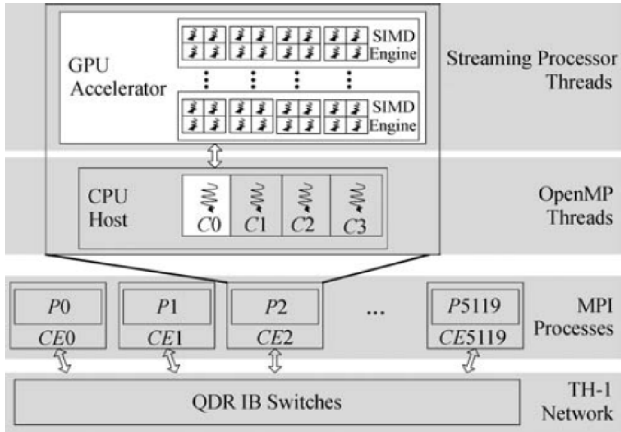 SIMD
Engine
GPU
Accelerator
SIMD
Engine
Streaming Processor
Threads
CPU
Host
C0 C1 C2 C3
OpenMP
Threads
P0 P1 P2 ... P5119
CE0 CE1 CE2 CE5119
MPI
Processes
QDR IB Switches
TH-1
Network